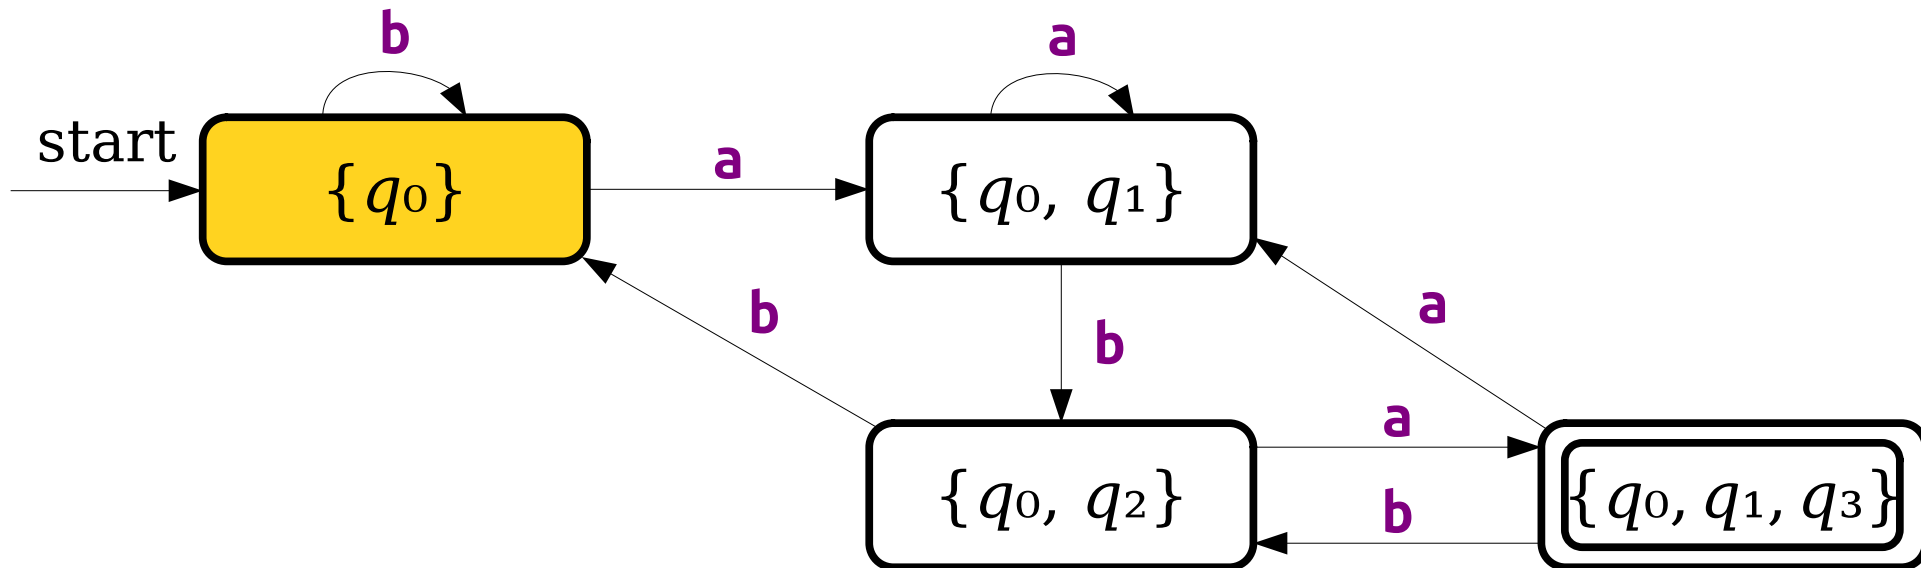 b
a
start
{q₀}
a
{q₀, q₁}
b
b
a
{q₀, q₂}
a
b
{q₀, q₁, q₃}